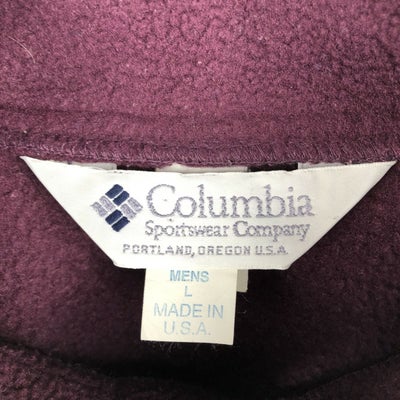 Columbia
Sportswear Company
PORTLAND, OREGON U.S.A.
MENS
L
MADE IN
U.S.A.